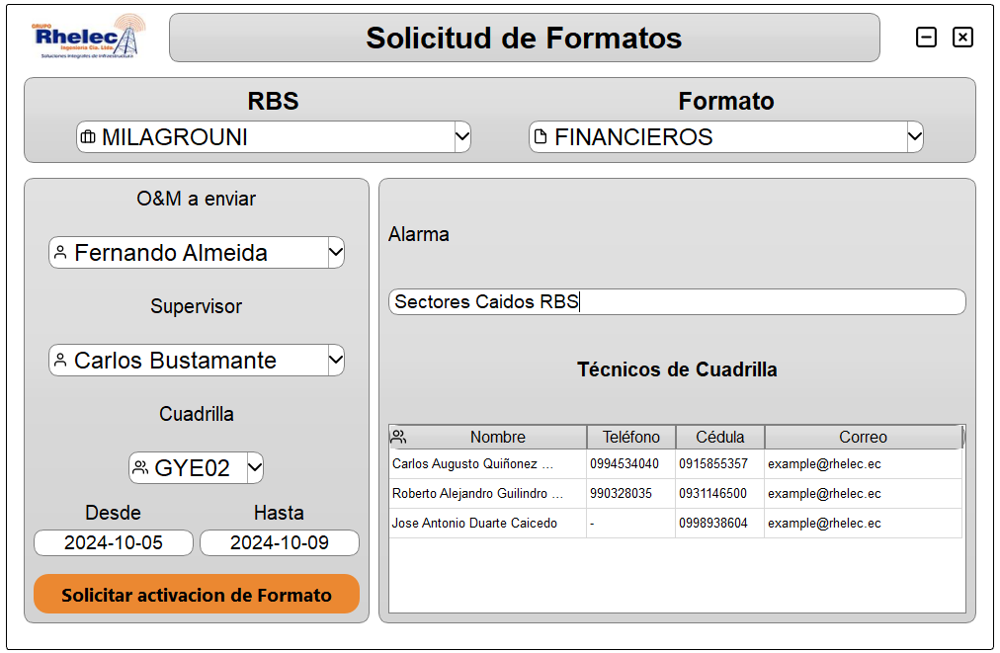 GRUPO
Rhelec
Ingeniería Cia. Ltda.
Soluciones Integrales de Infraestructura
Solicitud de Formatos
RBS
Formato
MILAGROUNI
FINANCIEROS
O&M a enviar
Fernando Almeida
Supervisor
Carlos Bustamante
Cuadrilla
GYE02
Desde Hasta
2024-10-05 2024-10-09
Solicitar activacion de Formato
Alarma
Sectores Caidos RBS
Técnicos de Cuadrilla
Nombre Teléfono Cédula Correo
Carlos Augusto Quiñonez ... 0994534040 0915855357 example@rhelec.ec
Roberto Alejandro Guilindro ... 990328035 0931146500 example@rhelec.ec
Jose Antonio Duarte Caicedo - 0998938604 example@rhelec.ec